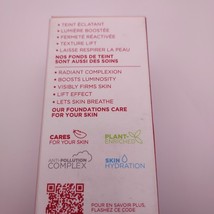 • TEINT ÉCLATANT
• LUMIÈRE BOOSTÉE
• FERMETÉ RÉACTIVÉE
• TEXTURE LIFT
• LAISSE RESPIRER LA PEAU
NOS FONDS DE TEINT
SONT AUSSI DES SOINS
• RADIANT COMPLEXION
• BOOSTS LUMINOSITY
• VISIBLY FIRMS SKIN
• LIFT EFFECT
• LETS SKIN BREATHE
OUR FOUNDATIONS CARE
FOR YOUR SKIN
CARES
FOR YOUR SKIN
PLANT
ENRICHED
ANTI-POLLUTION
COMPLEX
SKIN
HYDRATION
POUR EN SAVOIR PLUS,
FLASHEZ CE CODE